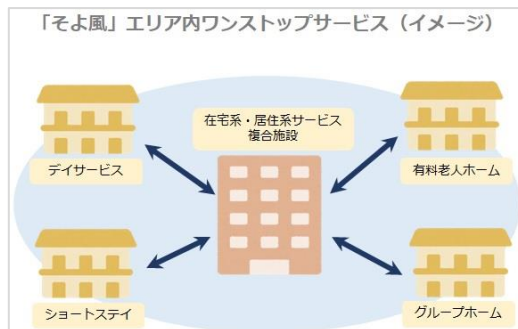 「そよ風」エリア内ワンストップサービス（イメージ）
在宅系・居住系サービス
複合施設
デイサービス
有料老人ホーム
ショートステイ
グループホーム